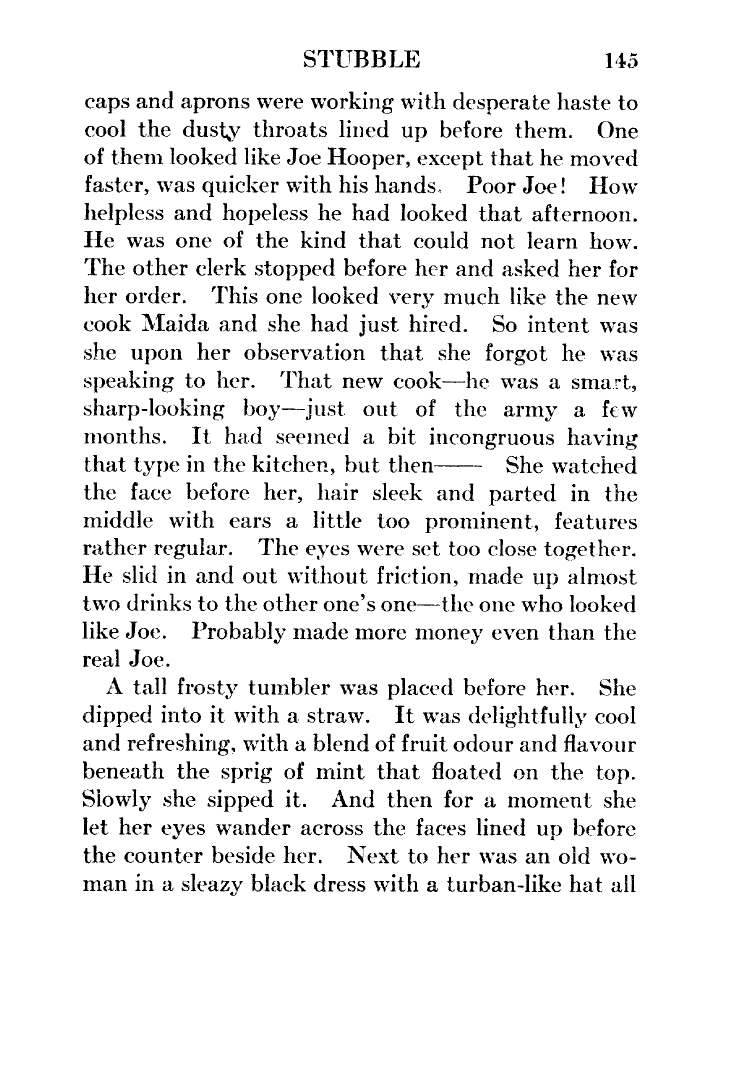 STUBBLE 145
caps and aprons were working with desperate haste to
cool the dusty throats lined up before them. One
of them looked like Joe Hooper, except that he moved
faster, was quicker with his hands. Poor Joe! How
helpless and hopeless he had looked that afternoon.
He was one of the kind that could not learn how.
The other clerk stopped before her and asked her for
her order. This one looked very much like the new
cook Maida and she had just hired. So intent was
she upon her observation that she forgot he was
speaking to her. That new cook—he was a smart,
sharp-looking boy—just out of the army a few
months. It had seemed a bit incongruous having
that type in the kitchen, but then—— She watched
the face before her, hair sleek and parted in the
middle with ears a little too prominent, features
rather regular. The eyes were set too close together.
He slid in and out without friction, made up almost
two drinks to the other one's one—the one who looked
like Joe. Probably made more money even than the
real Joe.
A tall frosty tumbler was placed before her. She
dipped into it with a straw. It was delightfully cool
and refreshing, with a blend of fruit odour and flavour
beneath the sprig of mint that floated on the top.
Slowly she sipped it. And then for a moment she
let her eyes wander across the faces lined up before
the counter beside her. Next to her was an old wo-
man in a sleazy black dress with a turban-like hat all